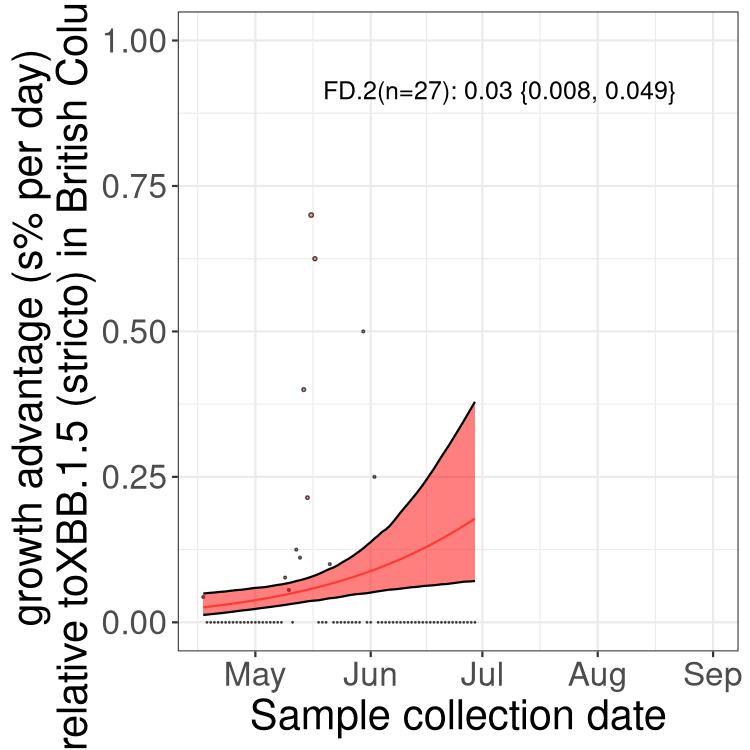 growth advantage (s% per day)
relative toXBB.1.5 (stricto) in British Colu
1.00
0.75
0.50
0.25
0.00
FD.2(n=27): 0.03 {0.008, 0.049}
May Jun Jul Aug Sep
Sample collection date